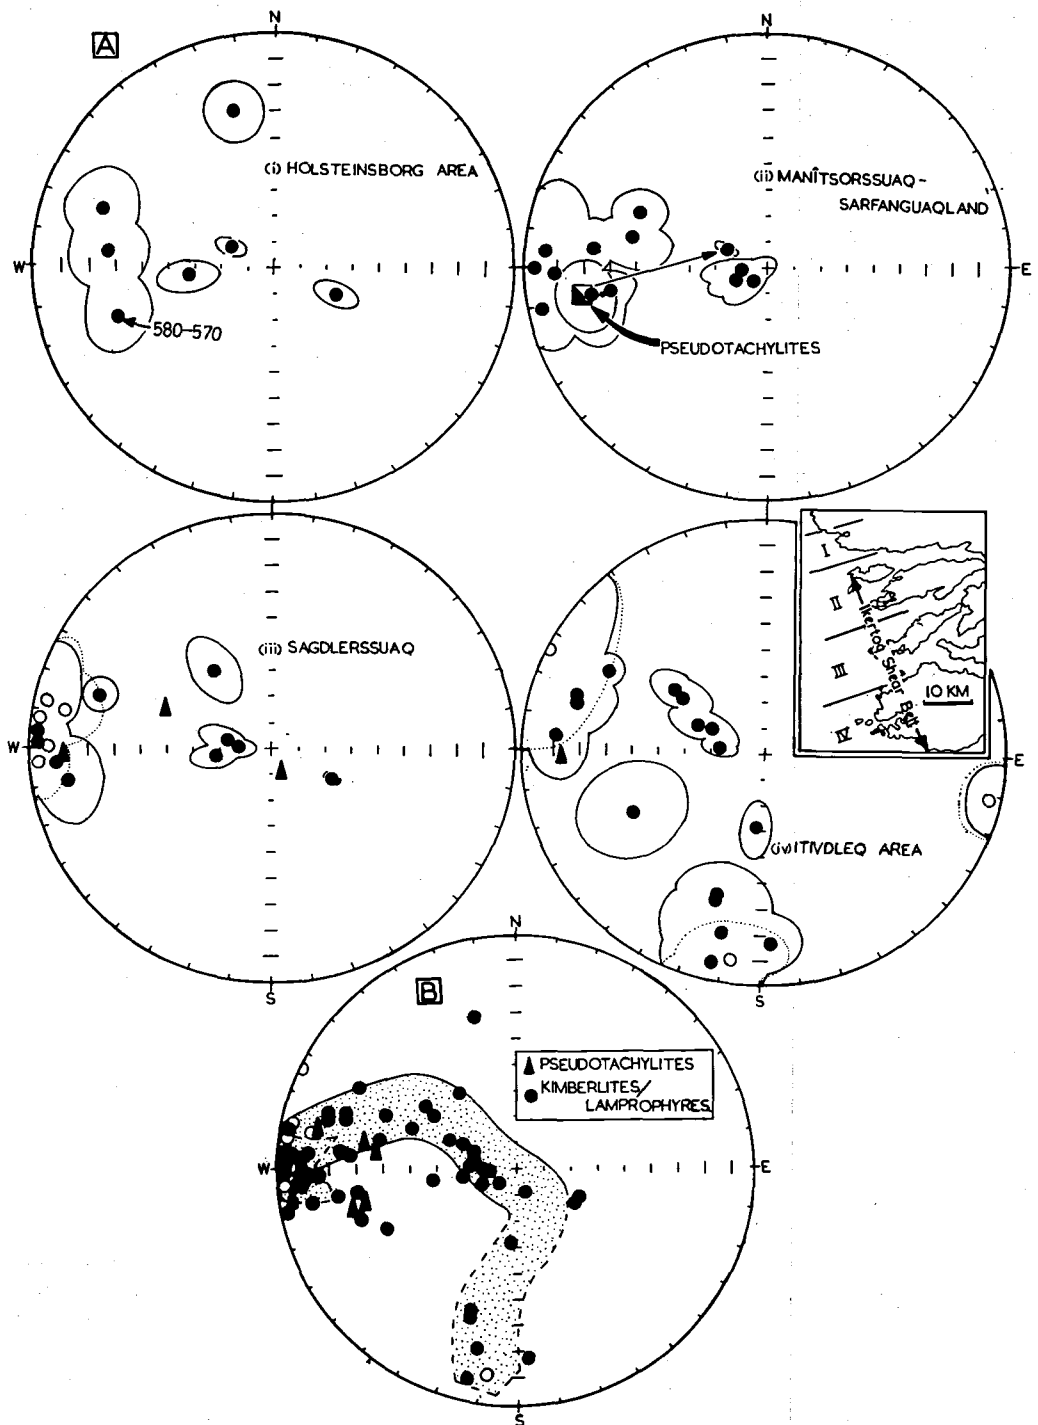 A
N
(i) HOLSTEINSBORG AREA
W
580-570
N
(ii) MANÎTSORSSUAQ-
SARFANGUAQLAND
E
PSEUDOTACHYLITES
(iii) SAGDLERSSUAQ
W
S
I
II
III
IV
Ikertoq Shear Belt
10 KM
E
(iv) ITIVDLEQ AREA
S
B
N
PSEUDOTACHYLITES
KIMBERLITES/
LAMPROPHYRES
W
E
S